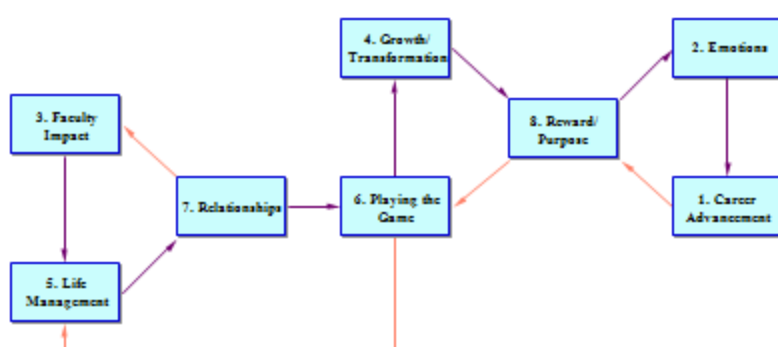 4. Growth/
Transformation
2. Emotions
3. Faculty
Impact
8. Reward/
Purpose
7. Relationships
6. Playing the
Game
1. Career
Advancement
5. Life
Management